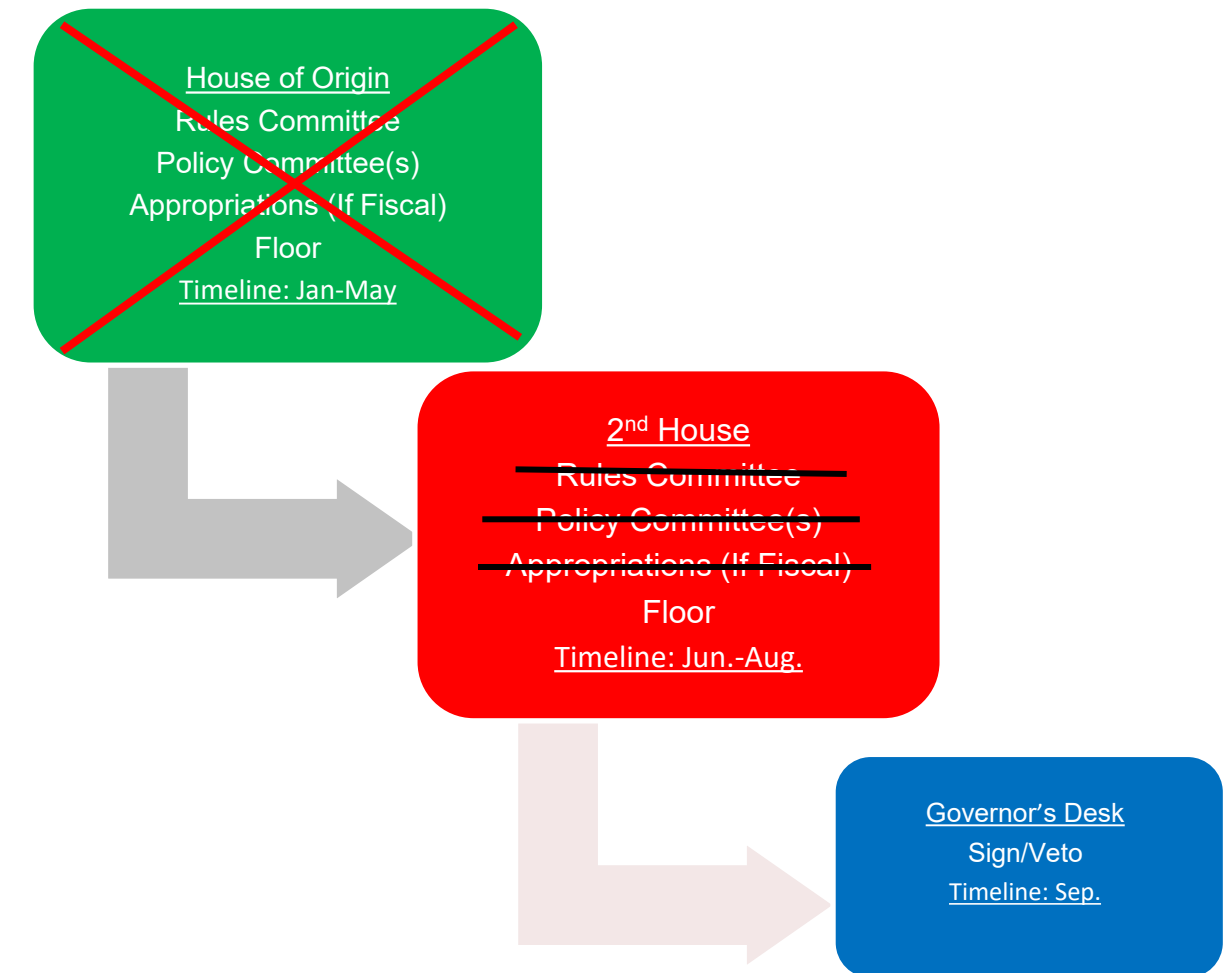 House of Origin
Rules Committee
Policy Committee(s)
Appropriations (If Fiscal)
Floor
Timeline: Jan-May
2nd House
Rules Committee
Policy Committee(s)
Appropriations (If Fiscal)
Floor
Timeline: Jun.-Aug.
Governor's Desk
Sign/Veto
Timeline: Sep.